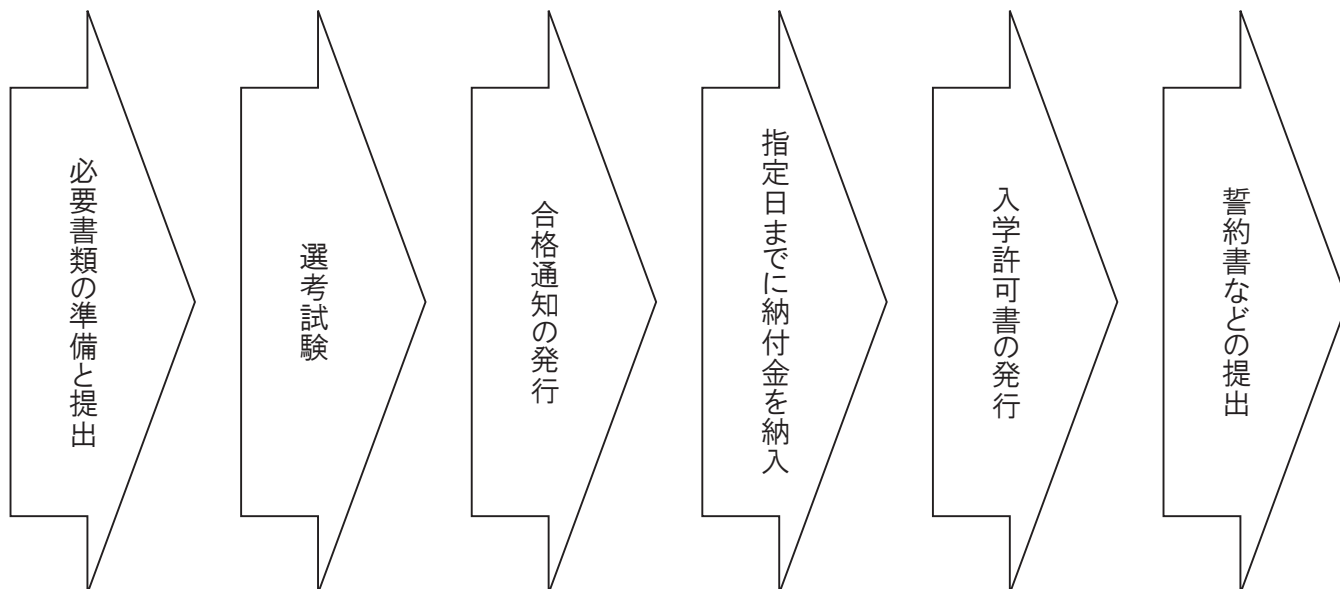 必要書類の準備と提出
選考試験
合格通知の発行
指定日までに納付金を納入
入学許可書の発行
誓約書などの提出